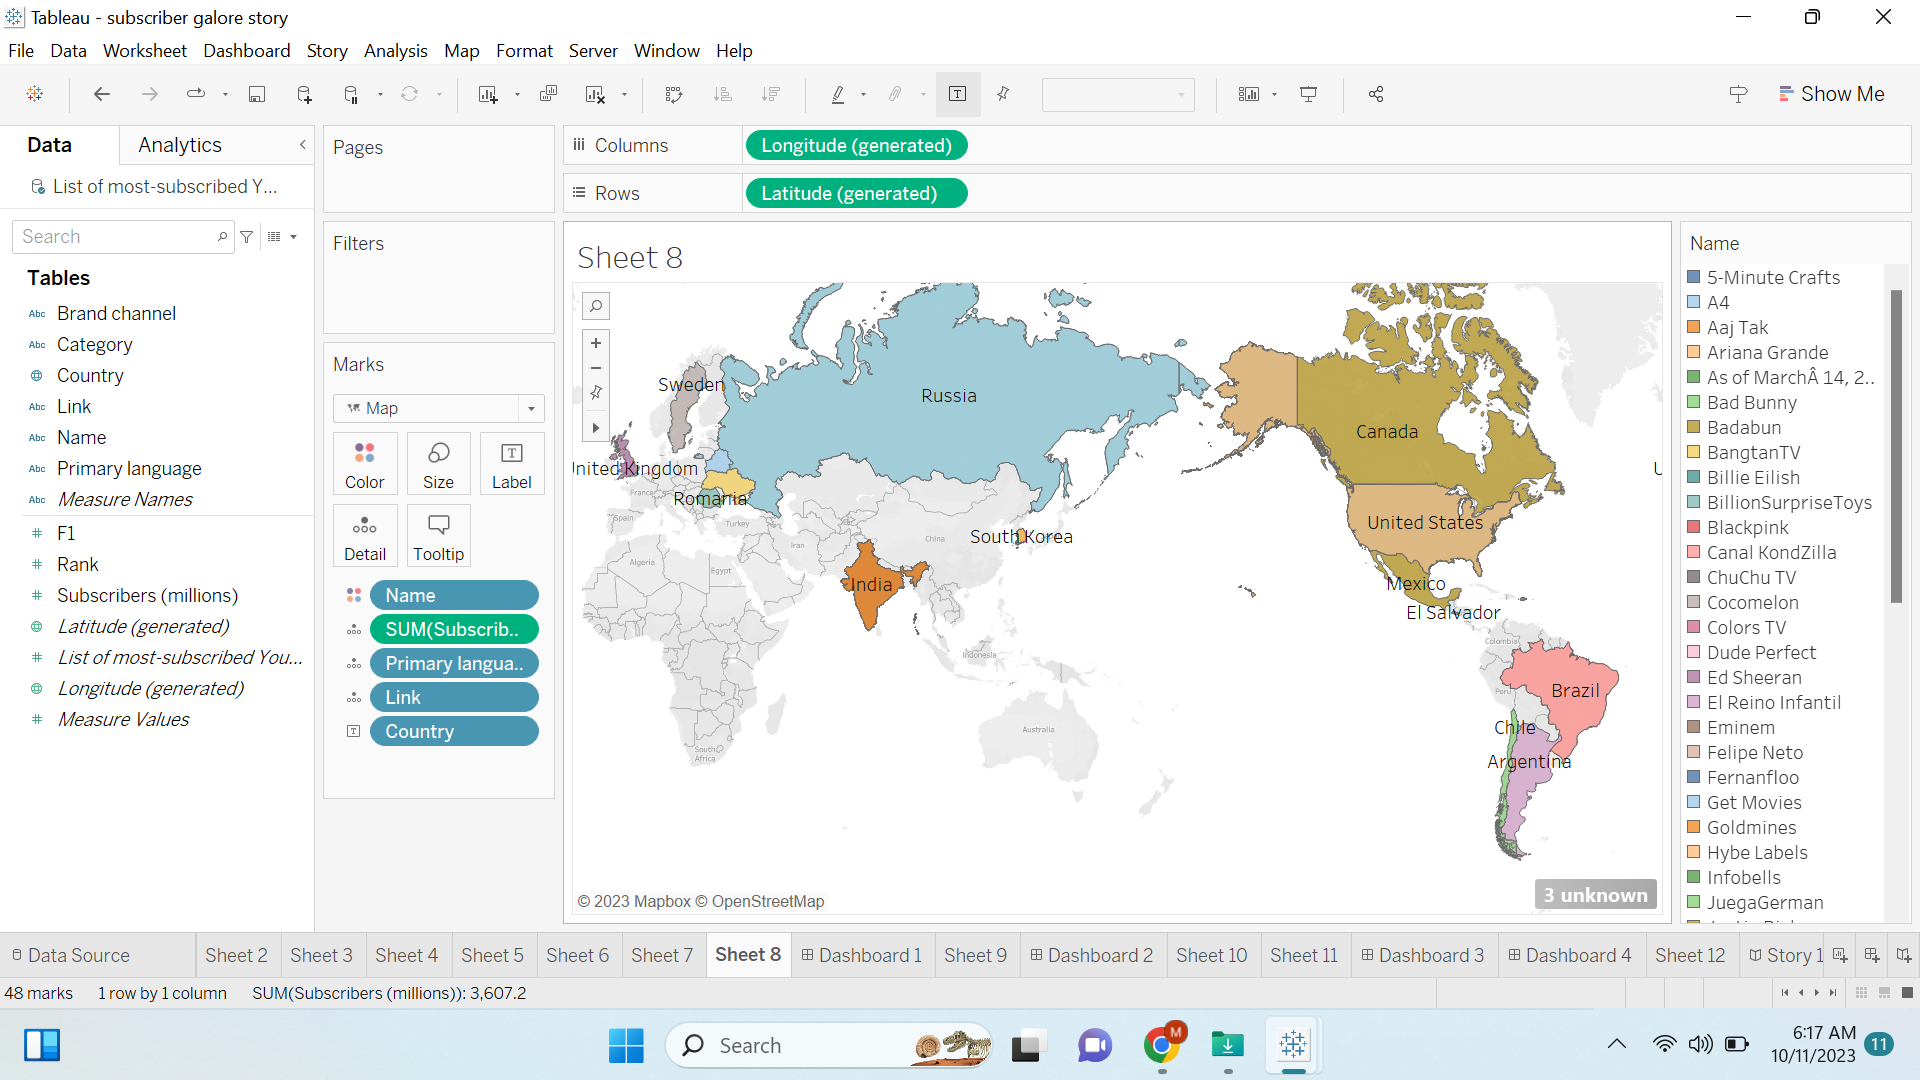 Tableau - subscriber galore story
File Data Worksheet Dashboard Story Analysis Map Format Server Window Help
Show Me
Data Analytics
List of most-subscribed Y...
Search
Tables
Abc Brand channel
Abc Category
Country
Abc Link
Abc Name
Abc Primary language
Abc Measure Names
# F1
# Rank
# Subscribers (millions)
Latitude (generated)
# List of most-subscribed You...
Longitude (generated)
# Measure Values
Pages
Filters
Marks
Map
Color Size Label
Detail Tooltip
Name
SUM(Subscrib..
Primary langua..
Link
Country
Columns Longitude (generated)
Rows Latitude (generated)
Sheet 8
Sweden
Russia
Canada
United Kingdom
France
Romania
Spain
Turkey
United States
South Korea
China
Iran
Algeria
Egypt
India
Mexico
El Salvador
Colombia
Indonesia
Brazil
Peru
Chile
Australia
South Africa
Argentina
© 2023 Mapbox © OpenStreetMap
3 unknown
Name
5-Minute Crafts
A4
Aaj Tak
Ariana Grande
As of MarchÂ 14, 2..
Bad Bunny
Badabun
BangtanTV
Billie Eilish
BillionSurpriseToys
Blackpink
Canal KondZilla
ChuChu TV
Cocomelon
Colors TV
Dude Perfect
Ed Sheeran
El Reino Infantil
Eminem
Felipe Neto
Fernanfloo
Get Movies
Goldmines
Hybe Labels
Infobells
JuegaGerman
Data Source Sheet 2 Sheet 3 Sheet 4 Sheet 5 Sheet 6 Sheet 7 Sheet 8 Dashboard 1 Sheet 9 Dashboard 2 Sheet 10 Sheet 11 Dashboard 3 Dashboard 4 Sheet 12 Story 1
48 marks 1 row by 1 column SUM(Subscribers (millions)): 3,607.2
Search
M
6:17 AM
10/11/2023
11